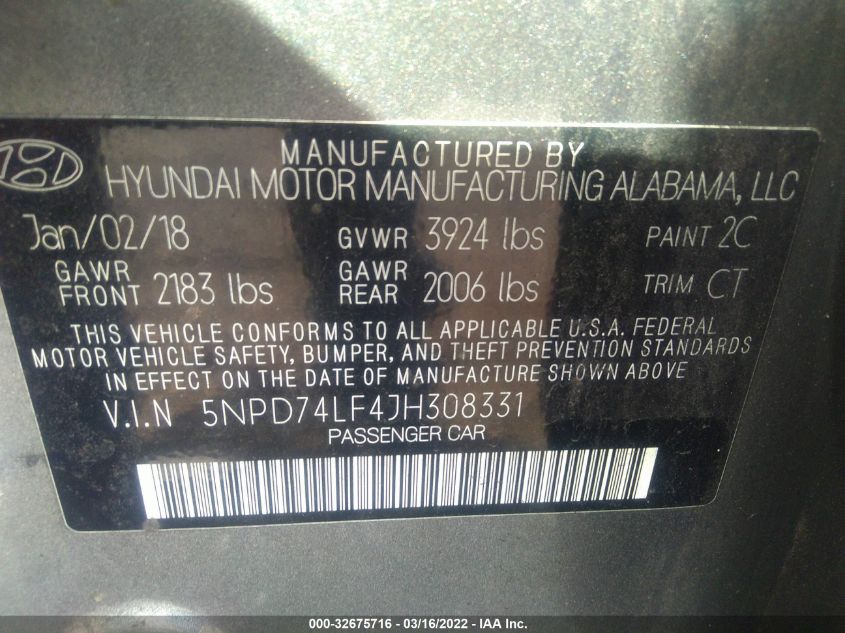 MANUFACTURED BY
HYUNDAI MOTOR MANUFACTURING ALABAMA, LLC
Jan/02/18 GVWR 3924 lbs PAINT 2C
GAWR FRONT 2183 lbs GAWR REAR 2006 lbs TRIM CT
THIS VEHICLE CONFORMS TO ALL APPLICABLE U.S.A. FEDERAL
MOTOR VEHICLE SAFETY, BUMPER, AND THEFT PREVENTION STANDARDS
IN EFFECT ON THE DATE OF MANUFACTURE SHOWN ABOVE
V.I.N 5NPD74LF4JH308331
PASSENGER CAR
000-32675716 - 03/16/2022 - IAA Inc.